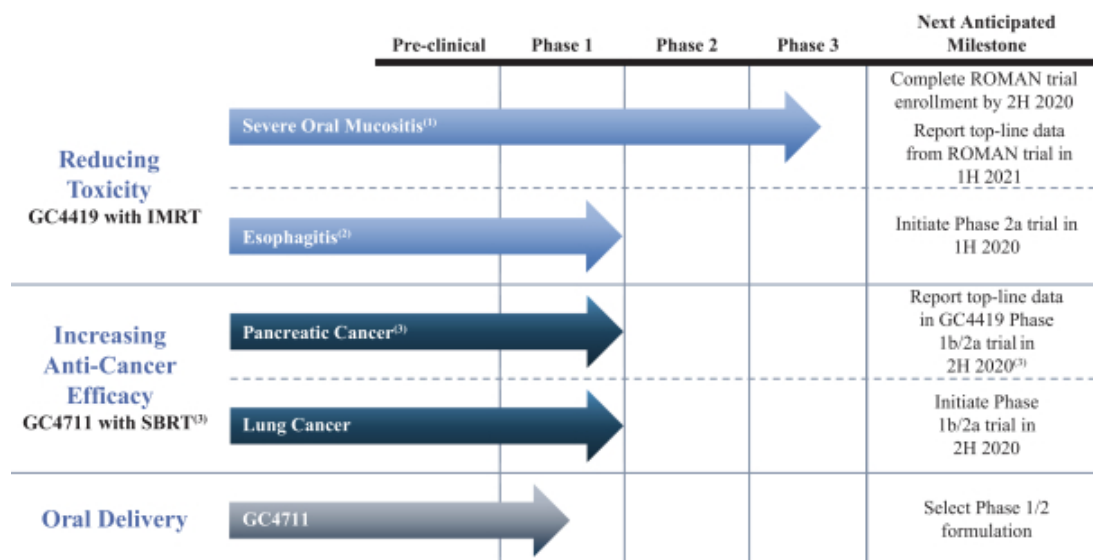 Pre-clinical Phase 1 Phase 2 Phase 3 Next Anticipated
Milestone
Reducing
Toxicity
GC4419 with IMRT
Severe Oral Mucositis(1)
Complete ROMAN trial
enrollment by 2H 2020
Report top-line data
from ROMAN trial in
1H 2021
Esophagitis(2)
Initiate Phase 2a trial in
1H 2020
Increasing
Anti-Cancer
Efficacy
GC4711 with SBRT(3)
Pancreatic Cancer(3)
Report top-line data
in GC4419 Phase
1b/2a trial in
2H 2020(3)
Lung Cancer
Initiate Phase
1b/2a trial in
2H 2020
Oral Delivery
GC4711
Select Phase 1/2
formulation